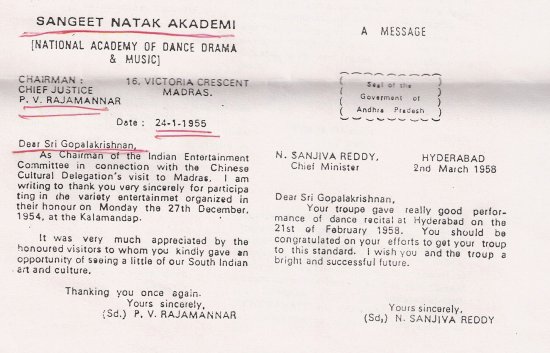 SANGEET NATAK AKADEMI
[NATIONAL ACADEMY OF DANCE DRAMA
& MUSIC]
CHAIRMAN :
CHIEF JUSTICE
P. V. RAJAMANNAR
16, VICTORIA CRESCENT
MADRAS.
Date : 24-1-1955
Dear Sri Gopalakrishnan,
As Chairman of the Indian Entertainment
Committee in connection with the Chinese
Cultural Delegation's visit to Madras. I am
writing to thank you very sincerely for participa
ting in the variety entertainmet organized in
their honour on Monday the 27th December,
1954, at the Kalamandap.
It was very much appreciated by the
honoured visitors to whom you kindly gave an
opportunity of seeing a little of our South Indian
art and culture.
Thanking you once again.
Yours sincerely,
(Sd.) P. V. RAJAMANNAR
A MESSAGE
Seal of the
Goverment of
Andhra Pradesh
N. SANJIVA REDDY,
Chief Minister
HYDERABAD
2nd March 1958
Dear Sri Gopalakrishnan,
Your troupe gave really good perfor-
mance of dance recital at Hyderabad on the
21st of February 1958. You should be
congratulated on your efforts to get your troup
to this standard. I wish you and the troup a
bright and successful future.
Yours sincerely,
(Sd,) N. SANJIVA REDDY